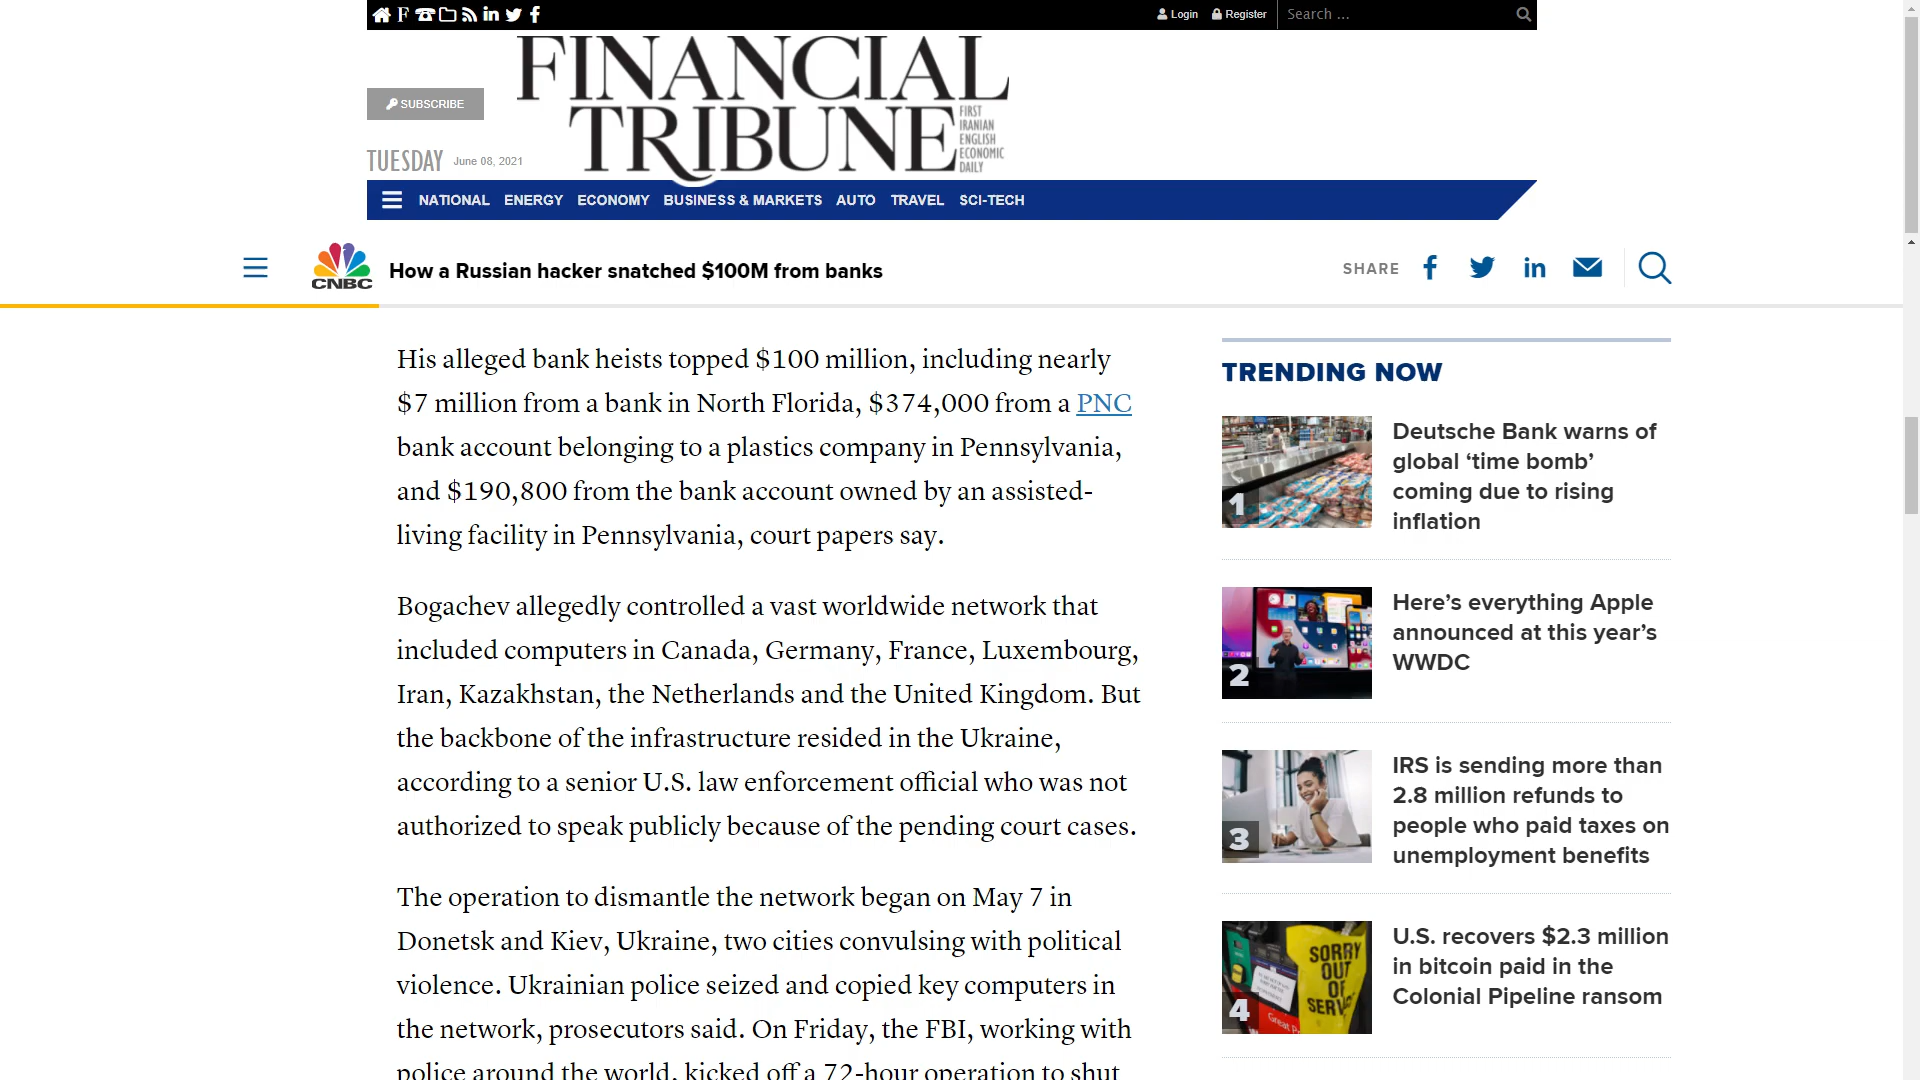 F
Login
Register
Search ...
SUBSCRIBE
FINANCIAL
TRIBUNE
FIRST
IRANIAN
ENGLISH
ECONOMIC
DAILY
TUESDAY June 08, 2021
NATIONAL ENERGY ECONOMY BUSINESS & MARKETS AUTO TRAVEL SCI-TECH
CNBC
How a Russian hacker snatched $100M from banks
SHARE
His alleged bank heists topped $100 million, including nearly
$7 million from a bank in North Florida, $374,000 from a PNC
bank account belonging to a plastics company in Pennsylvania,
and $190,800 from the bank account owned by an assisted-
living facility in Pennsylvania, court papers say.
Bogachev allegedly controlled a vast worldwide network that
included computers in Canada, Germany, France, Luxembourg,
Iran, Kazakhstan, the Netherlands and the United Kingdom. But
the backbone of the infrastructure resided in the Ukraine,
according to a senior U.S. law enforcement official who was not
authorized to speak publicly because of the pending court cases.
The operation to dismantle the network began on May 7 in
Donetsk and Kiev, Ukraine, two cities convulsing with political
violence. Ukrainian police seized and copied key computers in
the network, prosecutors said. On Friday, the FBI, working with
police around the world, kicked off a 72-hour operation to shut
TRENDING NOW
1
Deutsche Bank warns of
global ‘time bomb’
coming due to rising
inflation
2
Here’s everything Apple
announced at this year’s
WWDC
3
IRS is sending more than
2.8 million refunds to
people who paid taxes on
unemployment benefits
4
SORRY
OUT
OF
SERV
Great
U.S. recovers $2.3 million
in bitcoin paid in the
Colonial Pipeline ransom